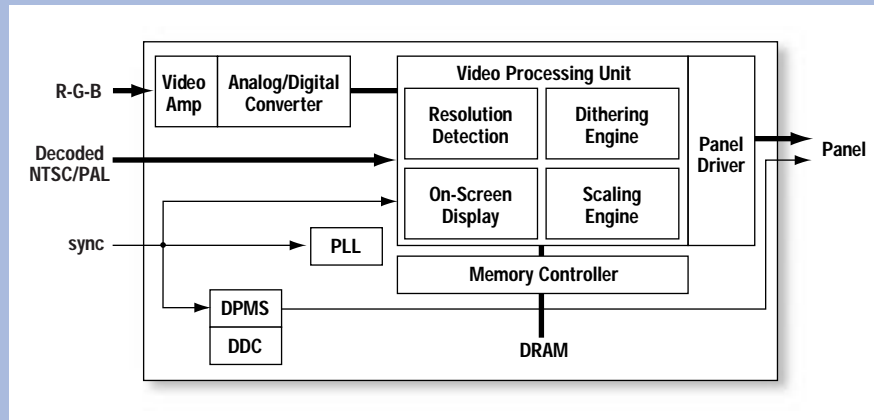 R-G-B
Video
Amp
Analog/Digital
Converter
Video Processing Unit
Resolution
Detection
Dithering
Engine
On-Screen
Display
Scaling
Engine
Panel
Driver
Panel
Decoded
NTSC/PAL
sync
PLL
Memory Controller
DPMS
DDC
DRAM